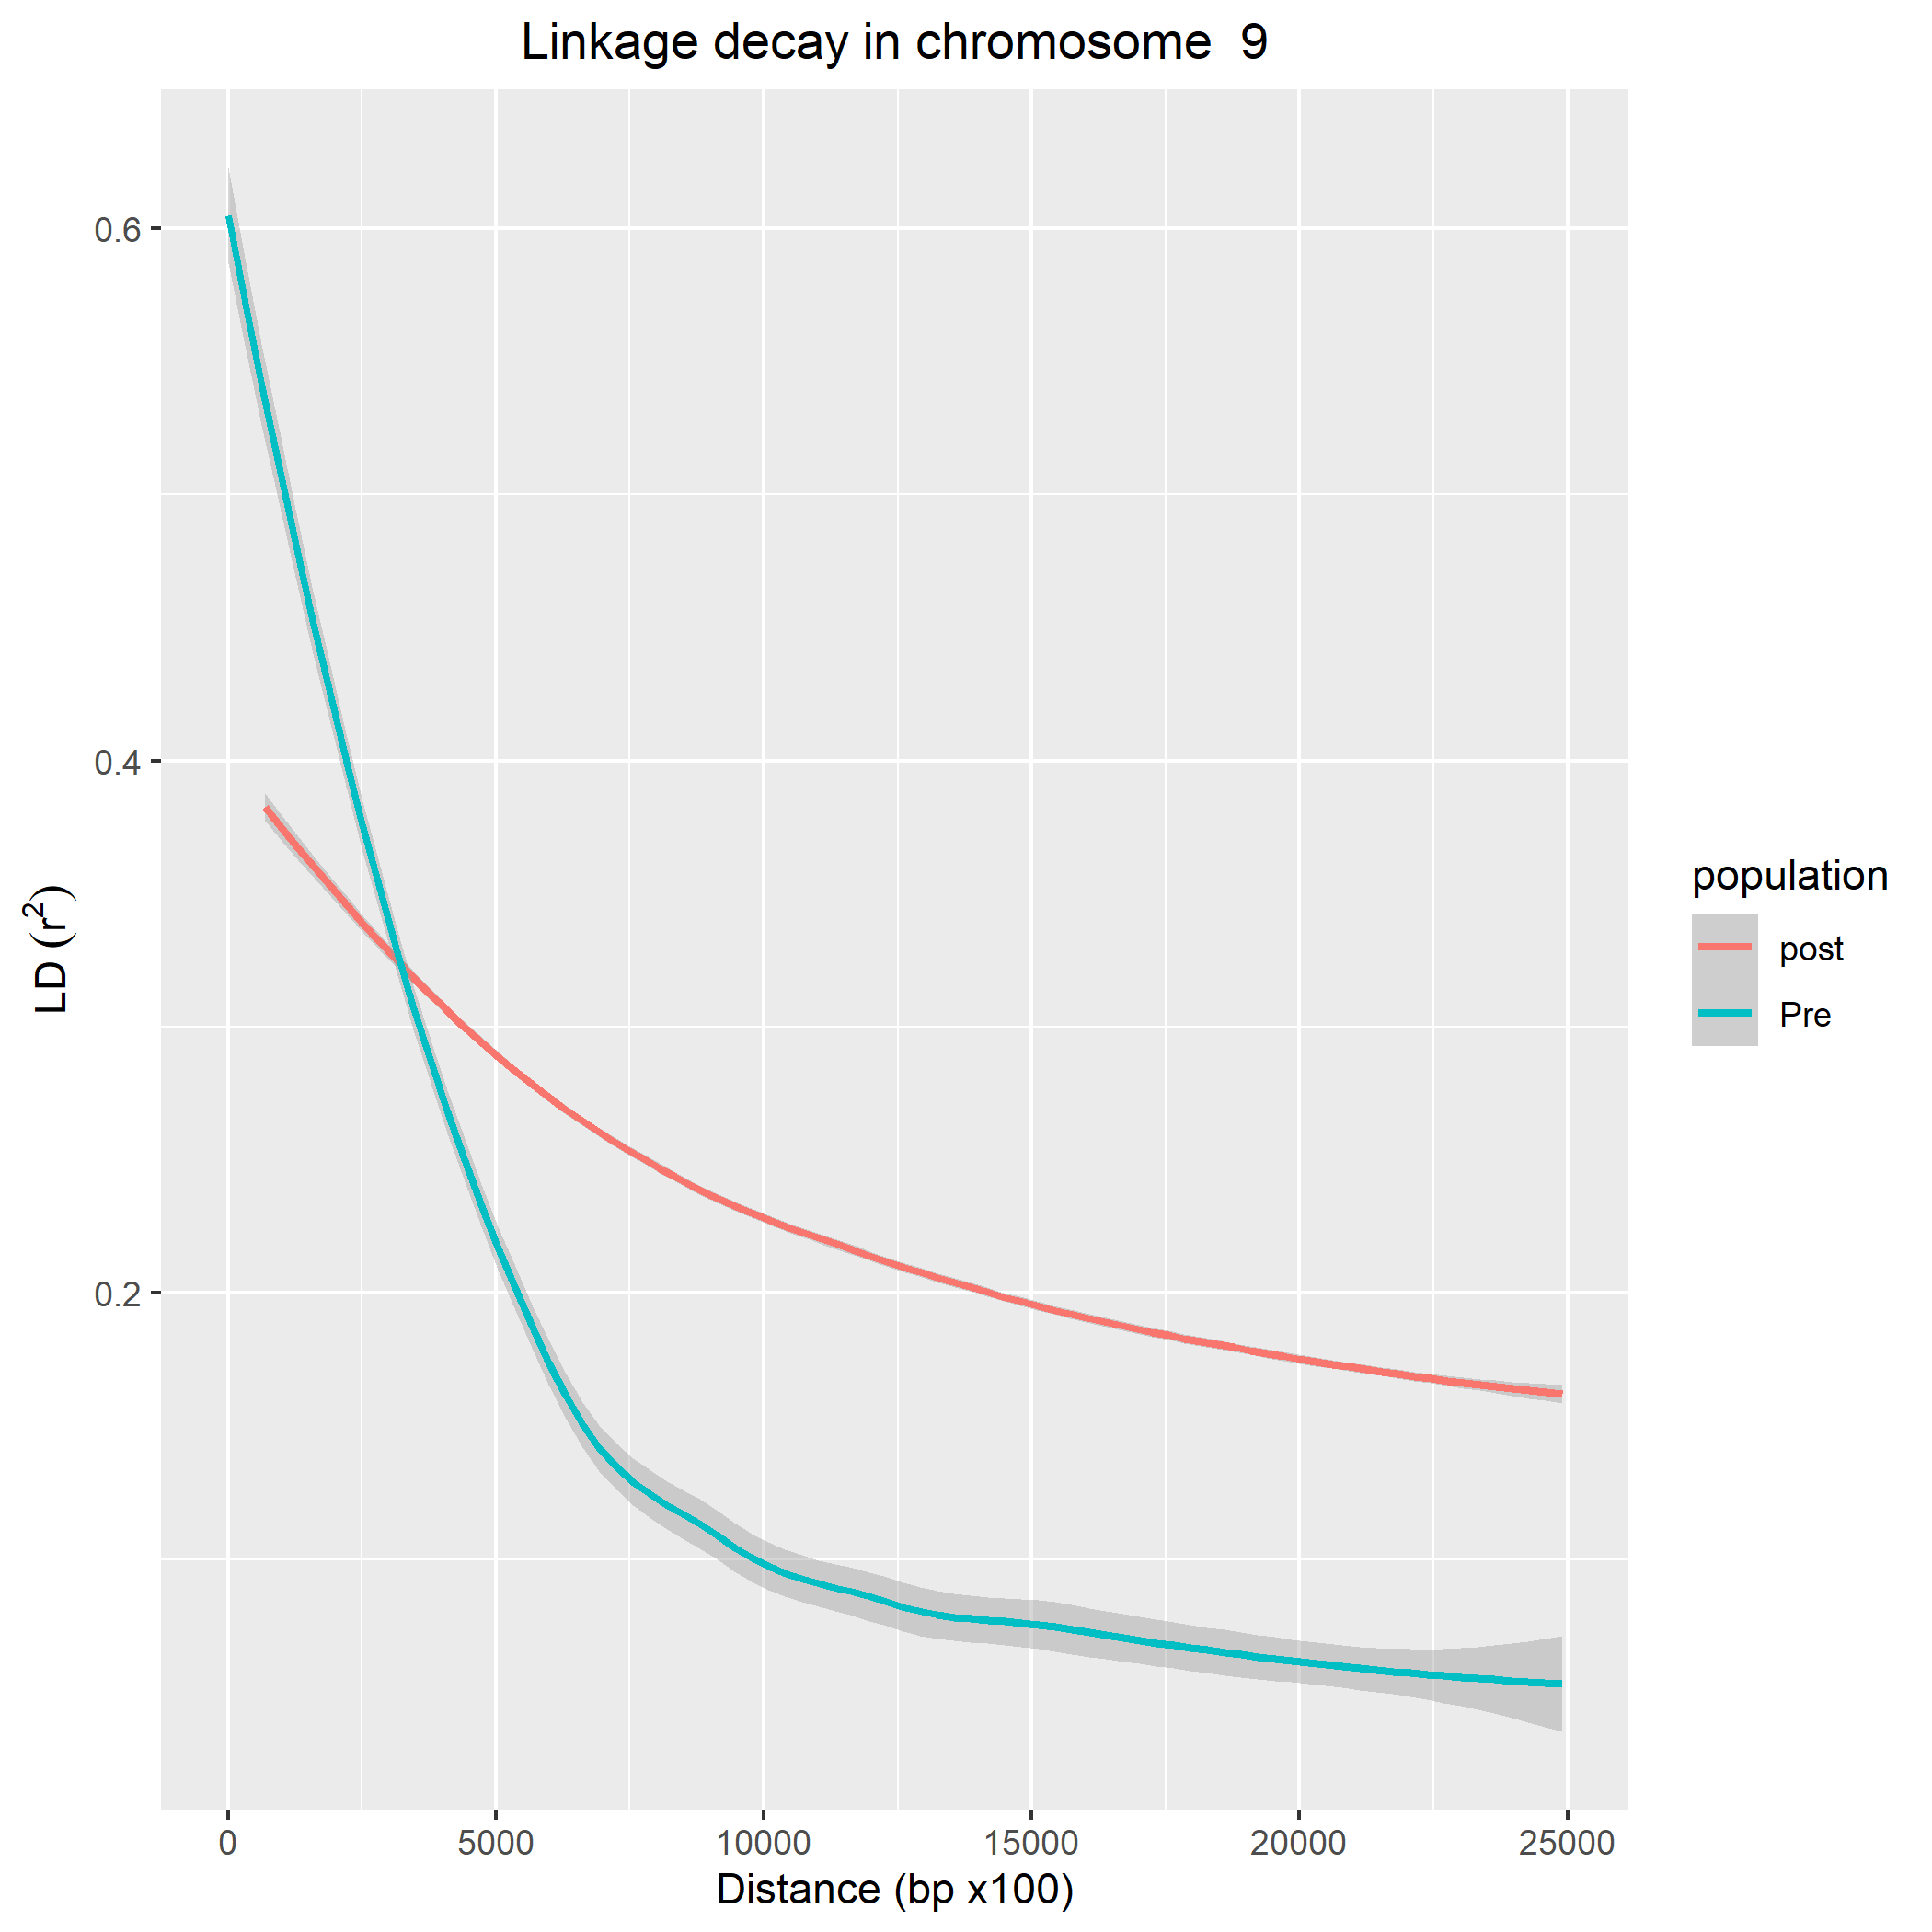 Linkage decay in chromosome  9
0.6
0.4
0.2
LD (r²)
0
5000
10000
15000
20000
25000
Distance (bp x100)
population
post
Pre